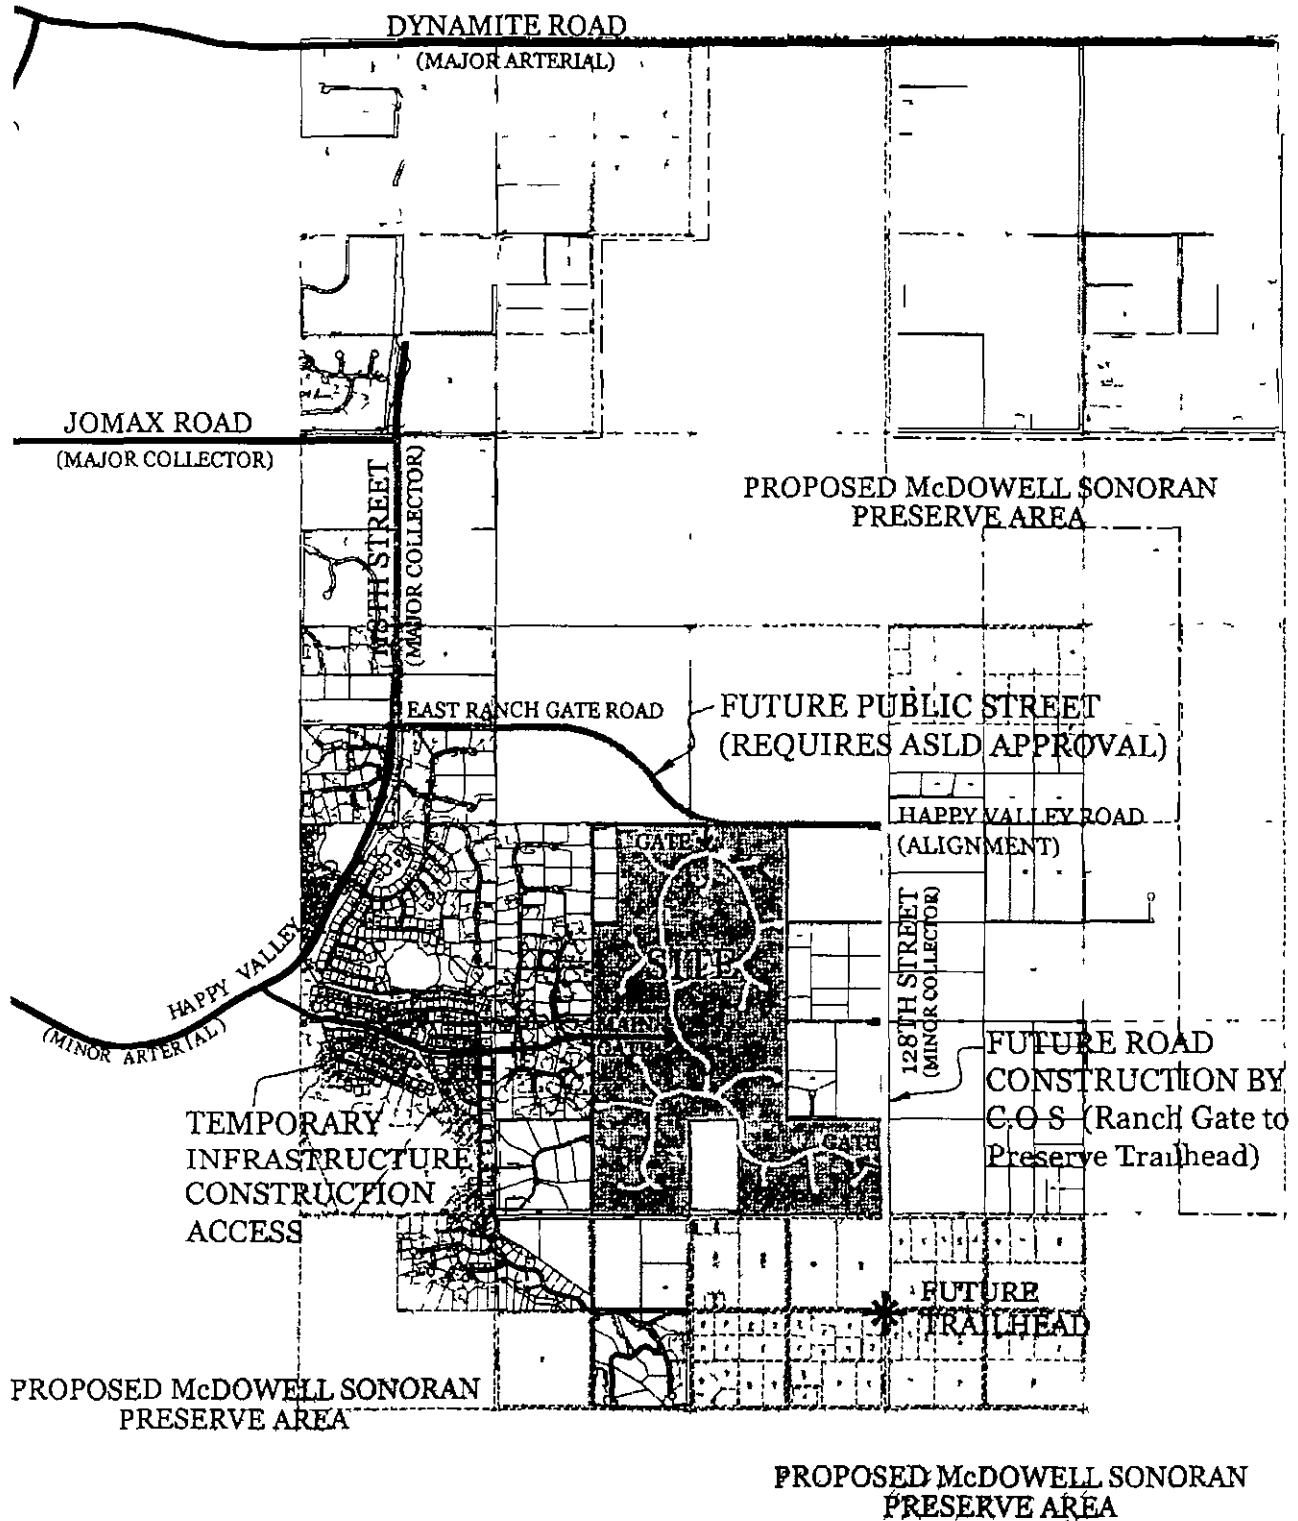 DYNAMITE ROAD
(MAJOR ARTERIAL)
JOMAX ROAD
(MAJOR COLLECTOR)
118TH STREET
(MAJOR COLLECTOR)
PROPOSED McDOWELL SONORAN
PRESERVE AREA
EAST RANCH GATE ROAD
FUTURE PUBLIC STREET
(REQUIRES ASLD APPROVAL)
HAPPY VALLEY ROAD
(ALIGNMENT)
GATE
SITE
128TH STREET
(MINOR COLLECTOR)
HAPPY VALLEY
(MINOR ARTERIAL)
MAIN
GATE
FUTURE ROAD
CONSTRUCTION BY
C.O S (Ranch Gate to
Preserve Trailhead)
TEMPORARY
INFRASTRUCTURE
CONSTRUCTION
ACCESS
GATE
FUTURE
TRAILHEAD
PROPOSED McDOWELL SONORAN
PRESERVE AREA
PROPOSED McDOWELL SONORAN
PRESERVE AREA